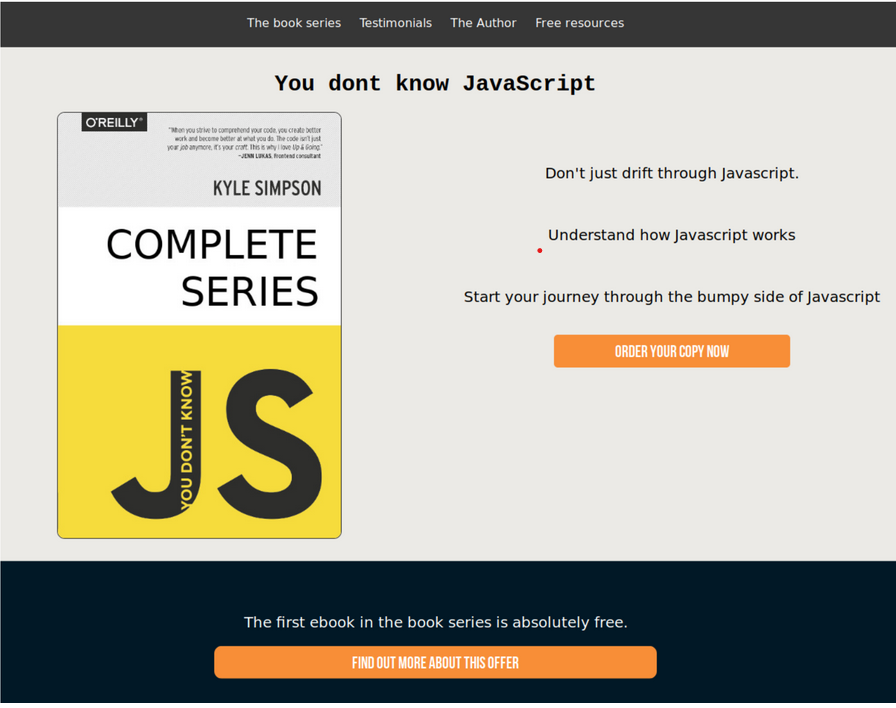 The book series Testimonials The Author Free resources
You dont know JavaScript
O'REILLY®
"When you strive to comprehend your code, you create better
work and become better at what you do. The code isn't just
your job anymore, it's your craft. This is why I love Up & Going."
–JENN LUKAS, frontend consultant
KYLE SIMPSON
COMPLETE
SERIES
YOU DON'T KNOW
JS
Don't just drift through Javascript.
Understand how Javascript works
Start your journey through the bumpy side of Javascript
ORDER YOUR COPY NOW
The first ebook in the book series is absolutely free.
FIND OUT MORE ABOUT THIS OFFER